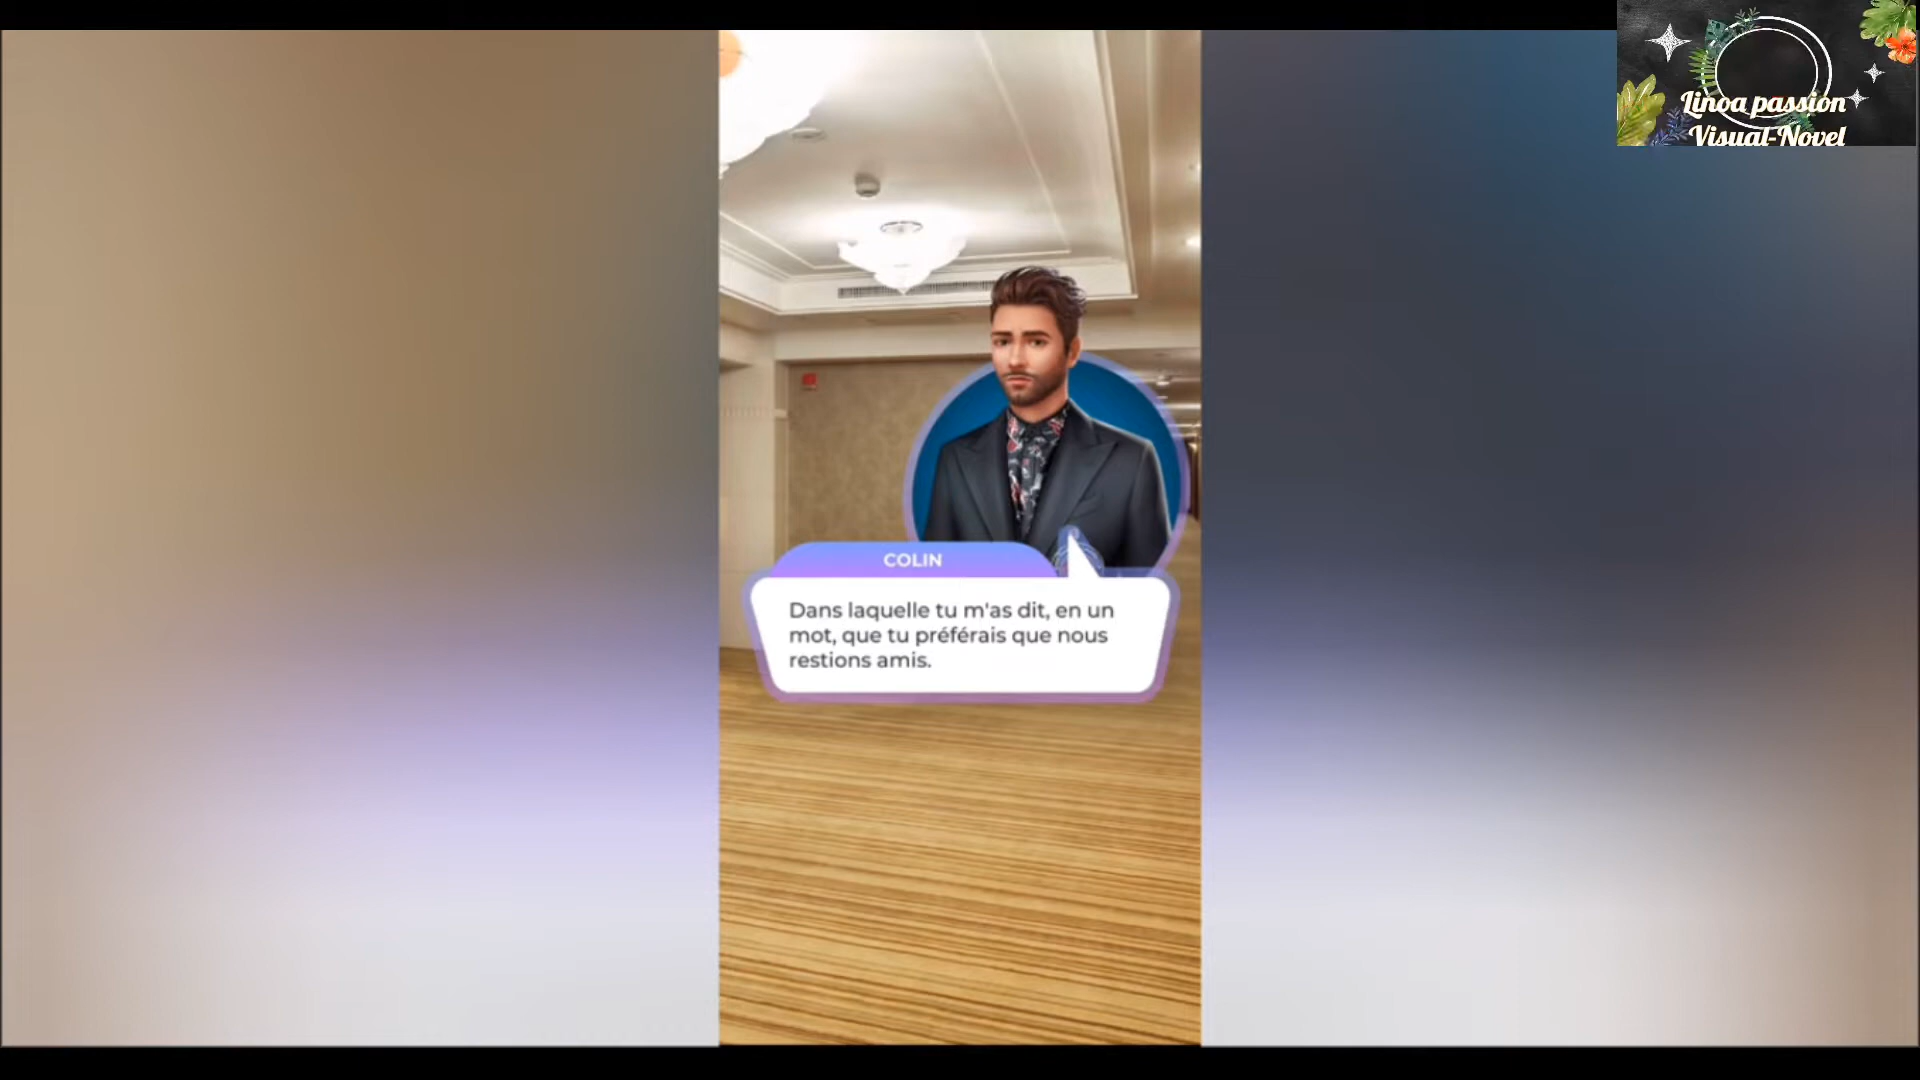 Linoa passion
Visual-Novel
COLIN
Dans laquelle tu m'as dit, en un
mot, que tu préférais que nous
restions amis.